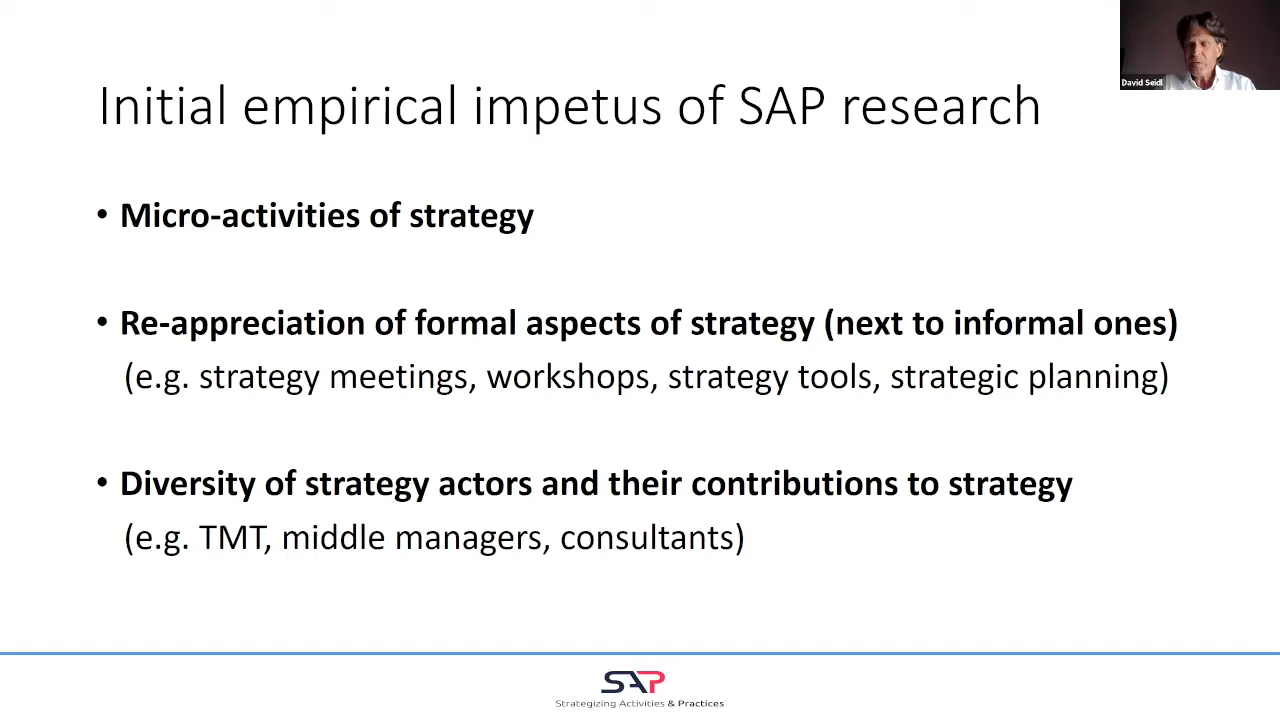 David Seidl
Initial empirical impetus of SAP research
• Micro-activities of strategy
• Re-appreciation of formal aspects of strategy (next to informal ones)
(e.g. strategy meetings, workshops, strategy tools, strategic planning)
• Diversity of strategy actors and their contributions to strategy
(e.g. TMT, middle managers, consultants)
SAP
Strategizing Activities & Practices